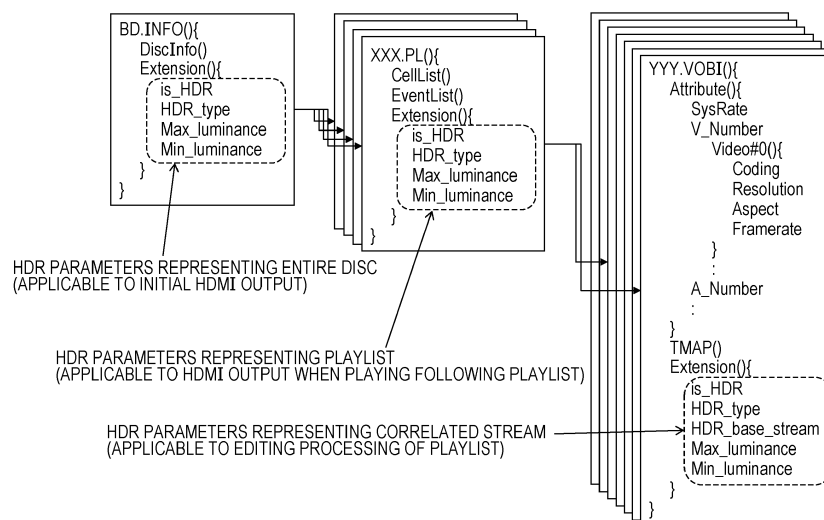 BD.INFO(){
DiscInfo()
Extension(){
is_HDR
HDR_type
Max_luminance
Min_luminance
}
}
XXX.PL(){
CellList()
EventList()
Extension(){
is_HDR
HDR_type
Max_luminance
Min_luminance
}
}
YYY.VOBI(){
Attribute(){
SysRate
V_Number
Video#0(){
Coding
Resolution
Aspect
Framerate
}
:
A_Number
:
}
TMAP()
Extension(){
is_HDR
HDR_type
HDR_base_stream
Max_luminance
Min_luminance
}
}
HDR PARAMETERS REPRESENTING ENTIRE DISC
(APPLICABLE TO INITIAL HDMI OUTPUT)
HDR PARAMETERS REPRESENTING PLAYLIST
(APPLICABLE TO HDMI OUTPUT WHEN PLAYING FOLLOWING PLAYLIST)
HDR PARAMETERS REPRESENTING CORRELATED STREAM
(APPLICABLE TO EDITING PROCESSING OF PLAYLIST)